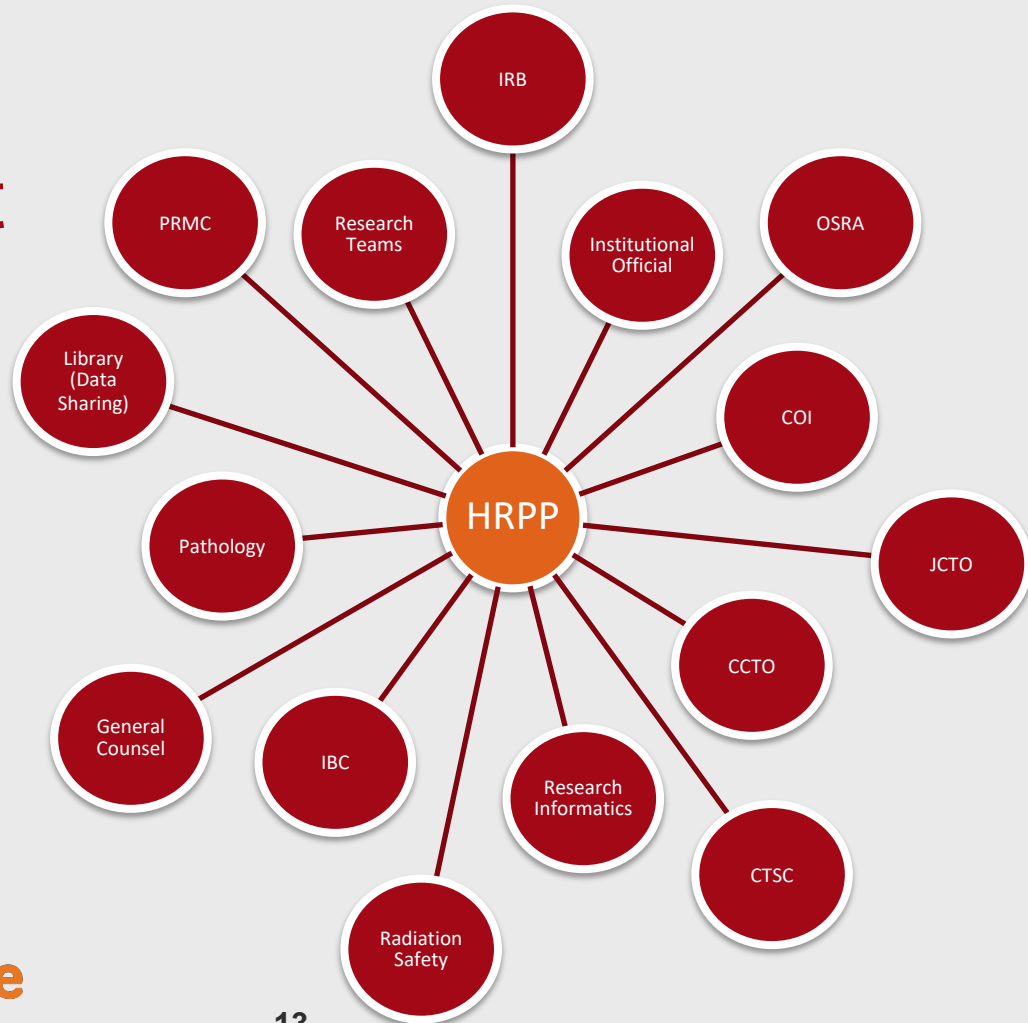 IRB
PRMC
Research
Teams
Institutional
Official
OSRA
Library
(Data
Sharing)
COI
HRPP
Pathology
JCTO
CCTO
General
Counsel
IBC
Research
Informatics
CTSC
Radiation
Safety
e